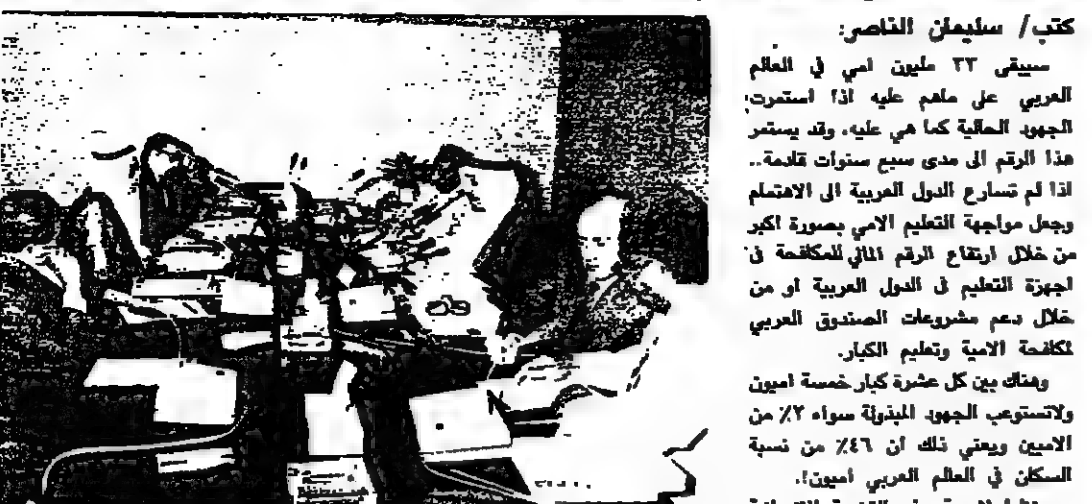 كتب/ سليمان الناصر:
سيبقى ٢٣ مليون امي في العالم
العربي على ماهم عليه اذا استمرت
الجهود الحالية كما هي عليه، وقد يستمر
هذا الرقم الى مدى سبع سنوات قادمة..
اذا لم تسارع الدول العربية الى الاهتمام
وجعل مواجهة التعليم الامي بصورة اكبر
من خلال ارتفاع الرقم المالي للمكافحة في
اجهزة التعليم في الدول العربية او من
خلال دعم مشروعات الصندوق العربي
لمكافحة الامية وتعليم الكبار.
وهناك بين كل عشرة كبار خمسة اميون
ولاتستوعب الجهود المبذولة سواء ٢٪ من
الاميين ويعني ذلك ان ٤٦٪ من نسبة
السكان في العالم العربي اميون!.